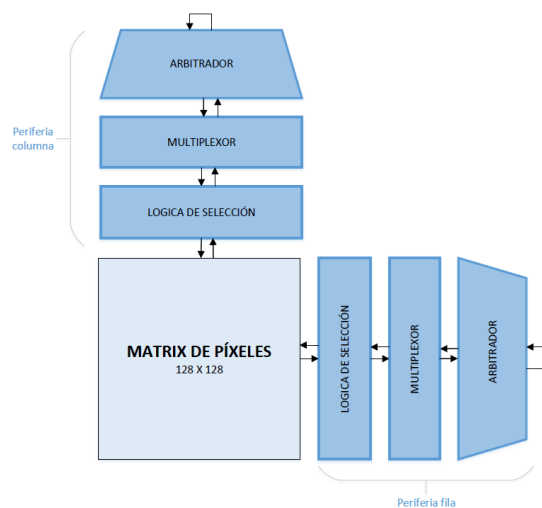 ARBITRADOR
Periferia
columna
MULTIPLEXOR
LOGICA DE SELECCIÓN
MATRIX DE PÍXELES
128 X 128
LOGICA DE SELECCIÓN
MULTIPLEXOR
ARBITRADOR
Periferia fila